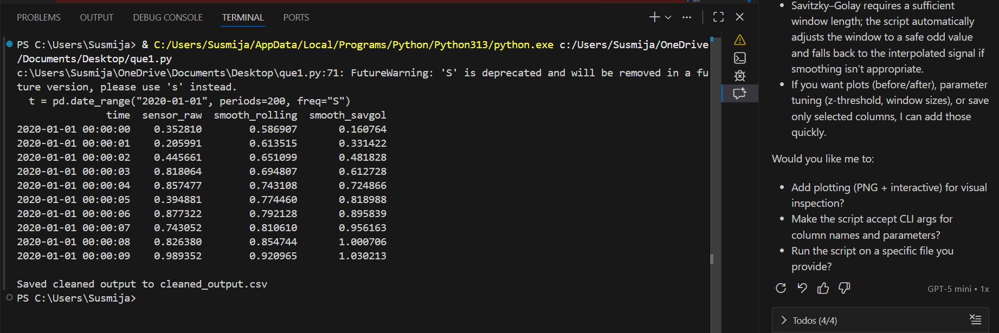 PROBLEMS OUTPUT DEBUG CONSOLE TERMINAL PORTS
PS C:\Users\Susmija> & C:/Users/Susmija/AppData/Local/Programs/Python/Python313/python.exe c:/Users/Susmija/OneDrive
/Documents/Desktop/que1.py
c:\Users\Susmija\OneDrive\Documents\Desktop\que1.py:71: FutureWarning: 'S' is deprecated and will be removed in a fu
ture version, please use 's' instead.
  t = pd.date_range("2020-01-01", periods=200, freq="S")
               time  sensor_raw  smooth_rolling  smooth_savgol
2020-01-01 00:00:00    0.352810        0.586907       0.160764
2020-01-01 00:00:01    0.205991        0.613515       0.331422
2020-01-01 00:00:02    0.445661        0.651099       0.481828
2020-01-01 00:00:03    0.818064        0.694807       0.612728
2020-01-01 00:00:04    0.857477        0.743108       0.724866
2020-01-01 00:00:05    0.394881        0.774460       0.818988
2020-01-01 00:00:06    0.877322        0.792128       0.895839
2020-01-01 00:00:07    0.743052        0.810610       0.956163
2020-01-01 00:00:08    0.826380        0.854744       1.000706
2020-01-01 00:00:09    0.989352        0.920965       1.030213
Saved cleaned output to cleaned_output.csv
PS C:\Users\Susmija>
• Savitzky–Golay requires a sufficient
window length; the script automatically
adjusts the window to a safe odd value
and falls back to the interpolated signal if
smoothing isn't appropriate.
• If you want plots (before/after), parameter
tuning (z-threshold, window sizes), or save
only selected columns, I can add those
quickly.
Would you like me to:
• Add plotting (PNG + interactive) for visual
inspection?
• Make the script accept CLI args for
column names and parameters?
• Run the script on a specific file you
provide?
GPT-5 mini • 1x
Todos (4/4)